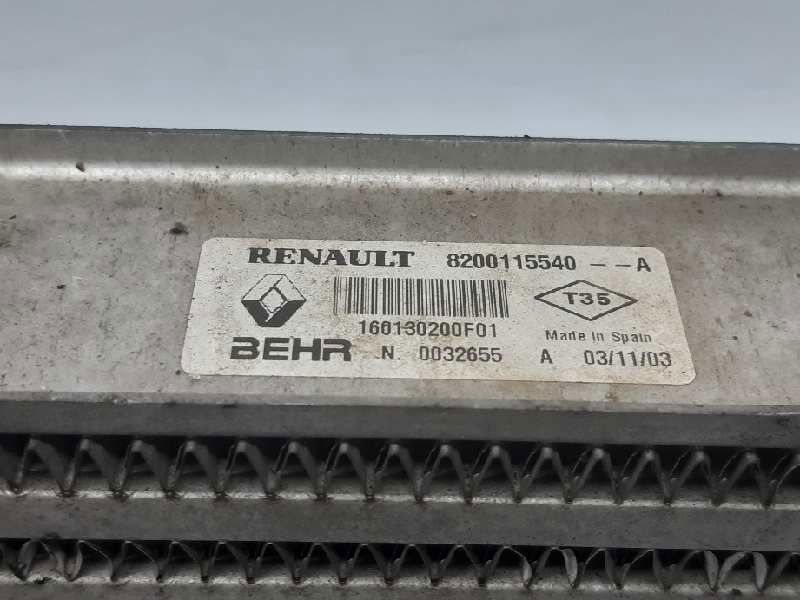 RENAULT 8200115540 --A
160130200F01
T35
Made in Spain
BEHR N. 0032655 A 03/11/03